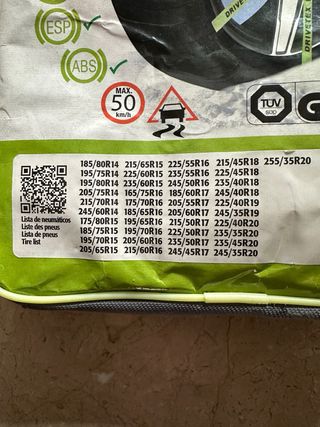 ESP
ABS
MAX.
50
km/h
DRIVETEX
TÜV
SÜD
Lista de neumáticos
Liste des pneus
Lista de pneus
Tire list
185/80R14 215/65R15 225/55R16 215/45R18 255/35R20
195/75R14 225/60R15 235/55R16 225/45R18
195/80R14 235/60R15 235/50R16 240/40R18
205/75R14 165/75R16 185/60R17 245/40R18
215/70R14 175/70R16 205/55R17 225/40R19
245/60R14 185/65R16 205/50R17 245/35R19
175/80R15 195/65R16 215/50R17 225/40R20
185/75R15 195/70R16 225/50R17 235/35R20
195/70R15 205/60R16 235/50R17 235/45R20
205/65R15 215/60R16 245/45R17 245/35R20